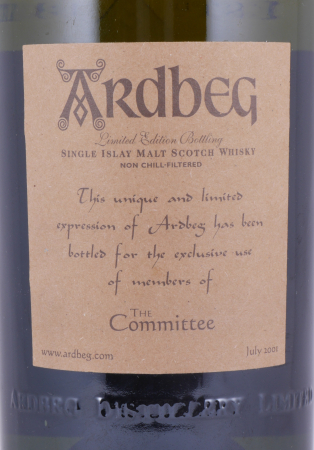 ARDBEG
Limited Edition Bottling
SINGLE ISLAY MALT SCOTCH WHISKY
NON CHILL-FILTERED
This unique and limited
expression of Ardbeg has been
bottled for the exclusive use
of members of
THE
Committee
www.ardbeg.com July 2001
ARDBEG DISTILLERY LIMITED